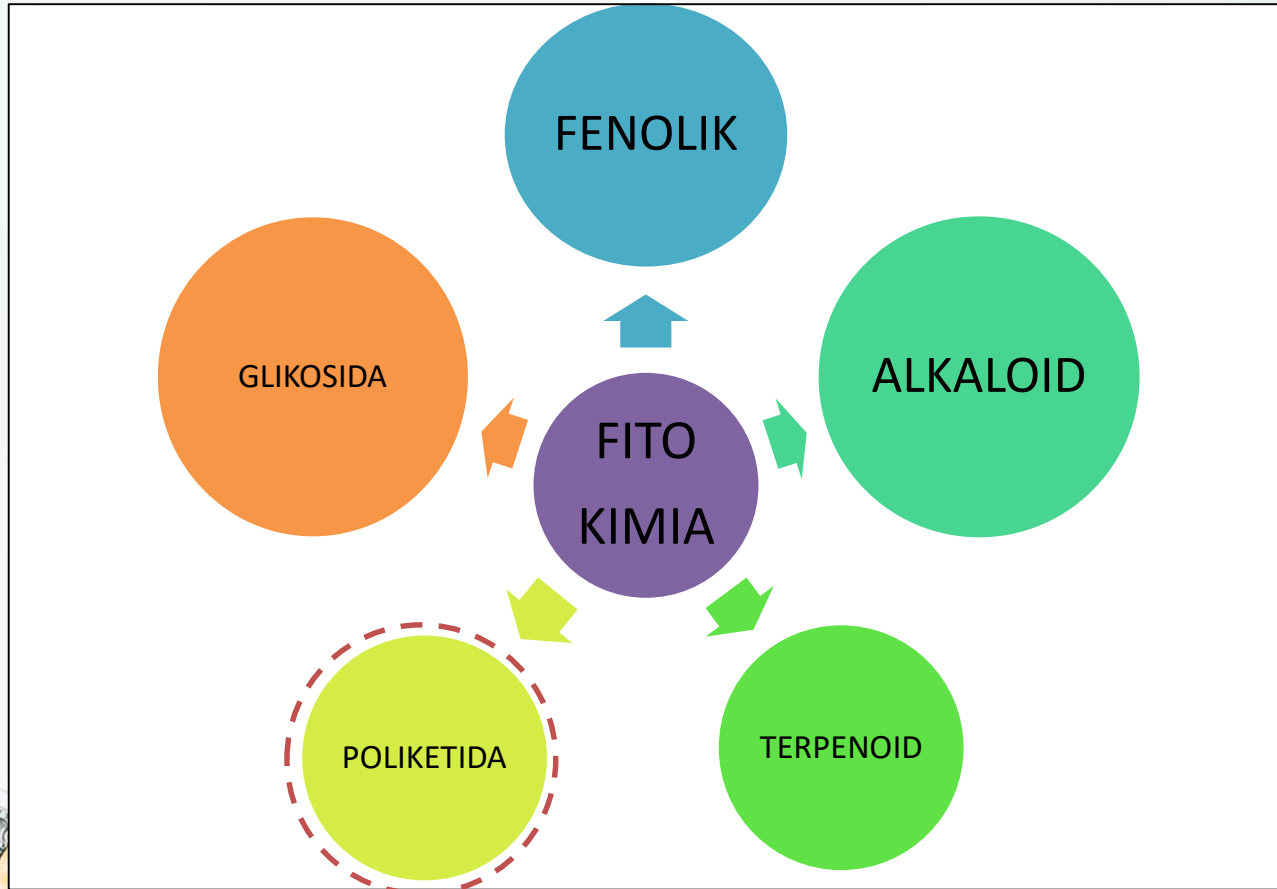 FENOLIK
GLIKOSIDA
ALKALOID
FITO
KIMIA
POLIKETIDA
TERPENOID